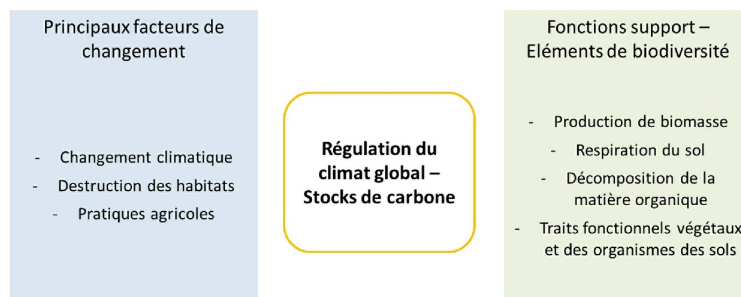 Principaux facteurs de
changement
- Changement climatique
- Destruction des habitats
- Pratiques agricoles
Régulation du
climat global –
Stocks de carbone
Fonctions support –
Eléments de biodiversité
- Production de biomasse
- Respiration du sol
- Décomposition de la
matière organique
- Traits fonctionnels végétaux
et des organismes des sols